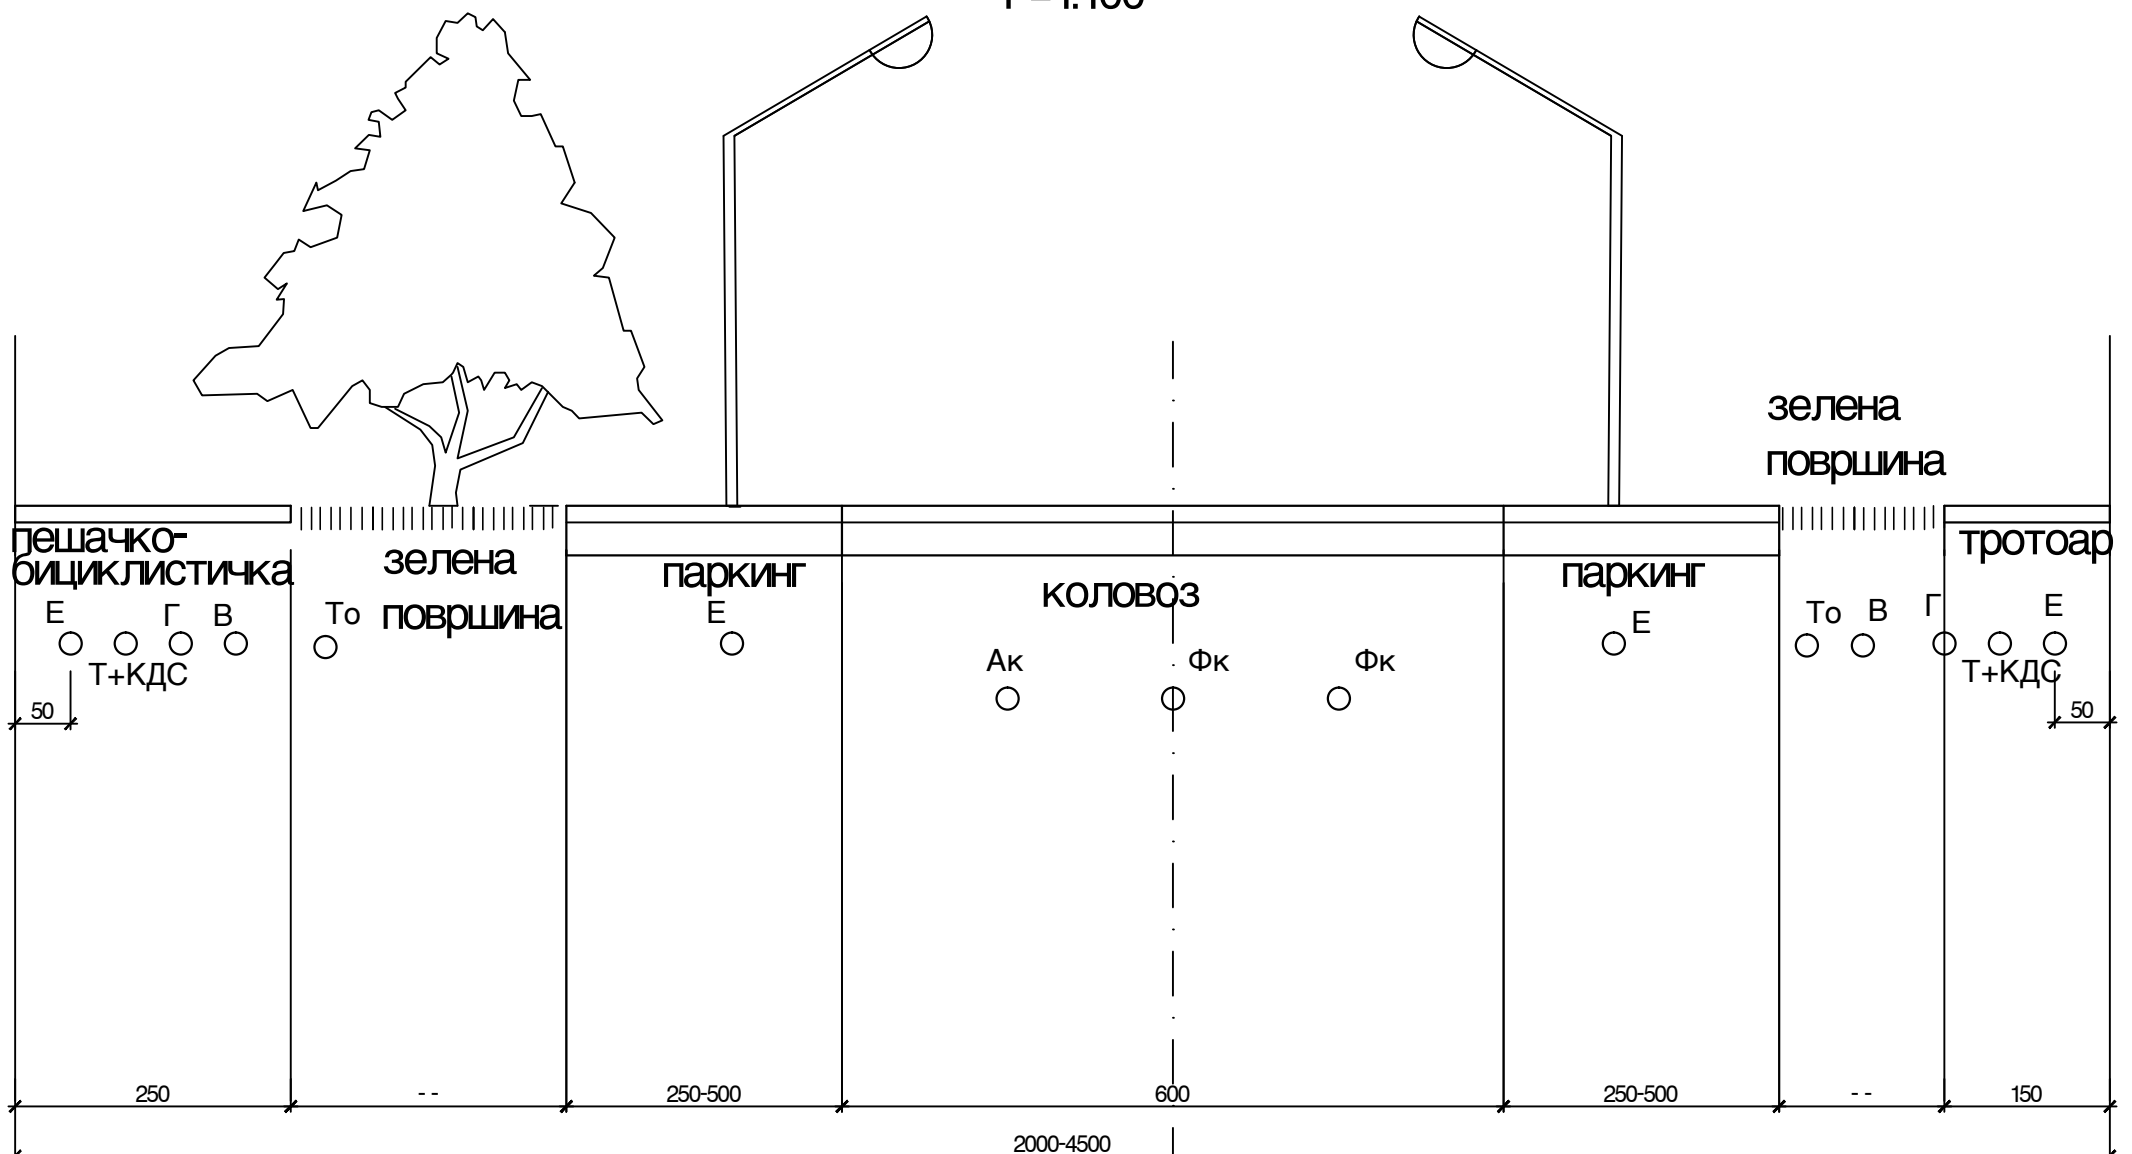 зелена
површина
пешачко-
бициклистичка
зелена
површина
паркинг
коловоз
паркинг
тротоар
Е
Г
В
То
Е
Е
То
В
Г
Е
Т+КДС
Ак
Фк
Фк
Т+КДС
50
50
250
--
250-500
600
250-500
--
150
2000-4500